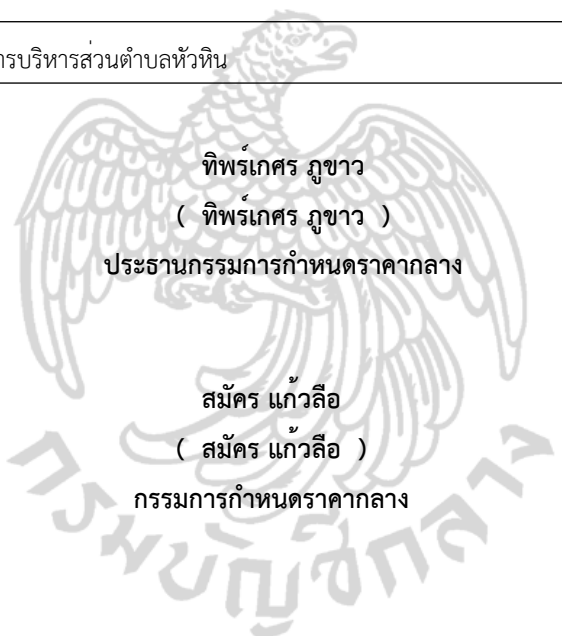 ารบริหารส่วนตำบลหัวหิน
ทิพร์เกศร ภูขาว
( ทิพร์เกศร ภูขาว )
ประธานกรรมการกำหนดราคากลาง
สมัคร แก้วลือ
( สมัคร แก้วลือ )
กรรมการกำหนดราคากลาง
กรมบัญชีกลาง